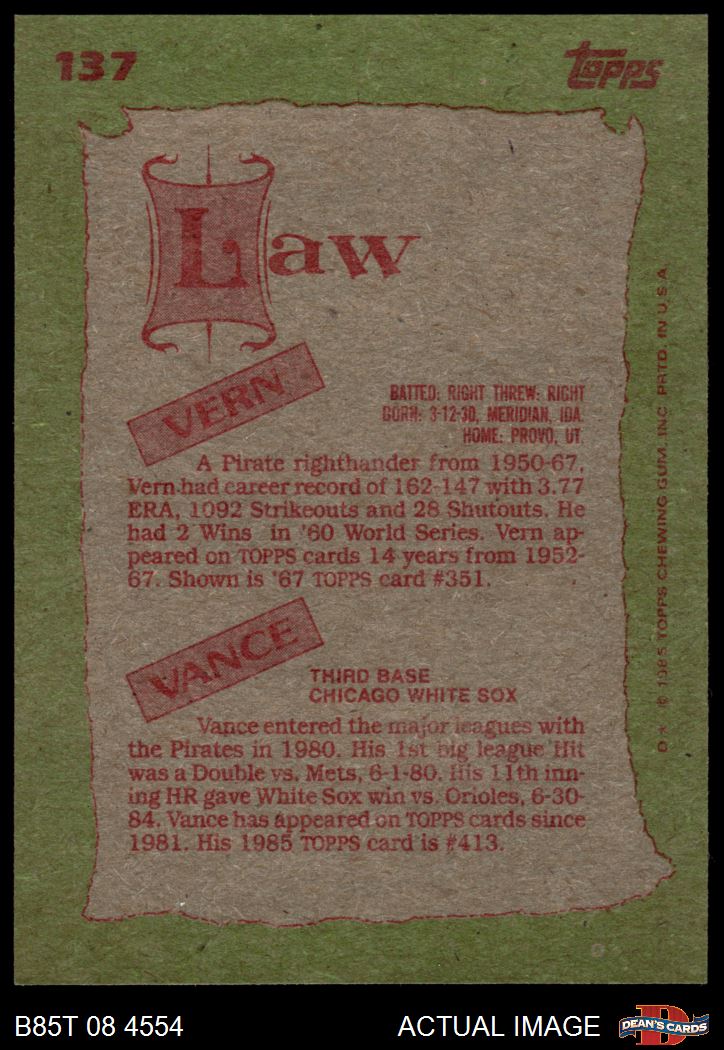 137
Topps
Law
VERN
BATTED: RIGHT THREW: RIGHT
BORN: 3-12-30, MERIDIAN, IDA.
HOME: PROVO, UT.
A Pirate righthander from 1950-67,
Vern had career record of 162-147 with 3.77
ERA, 1092 Strikeouts and 28 Shutouts. He
had 2 Wins in '60 World Series. Vern ap-
peared on TOPPS cards 14 years from 1952-
67. Shown is '67 TOPPS card #351.
VANCE
THIRD BASE
CHICAGO WHITE SOX
Vance entered the major leagues with
the Pirates in 1980. His 1st big league Hit
was a Double vs. Mets, 6-1-80. His 11th inn-
ing HR gave White Sox win vs. Orioles, 6-30-
84. Vance has appeared on TOPPS cards since
1981. His 1985 TOPPS card is #413.
D* © 1985 TOPPS CHEWING GUM, INC. PRTD. IN U.S.A.
B85T 08 4554
ACTUAL IMAGE
D
DEAN'S CARDS